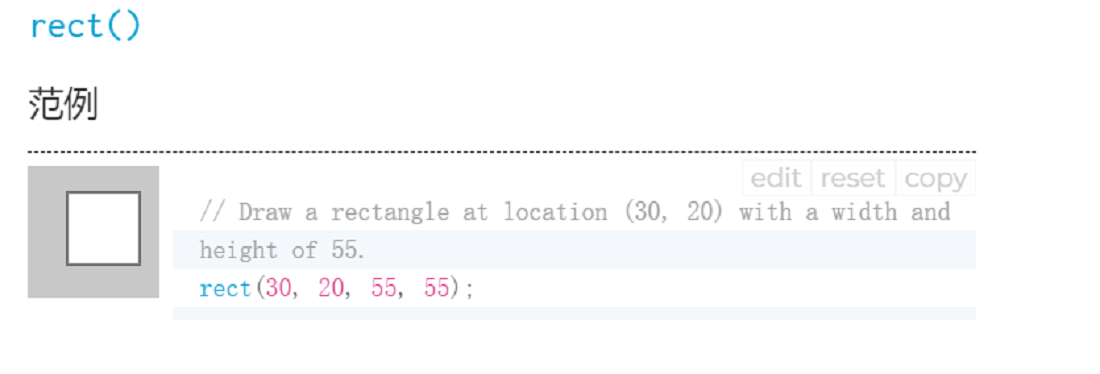 rect()
范例
edit reset copy
// Draw a rectangle at location (30, 20) with a width and
height of 55.
rect(30, 20, 55, 55);